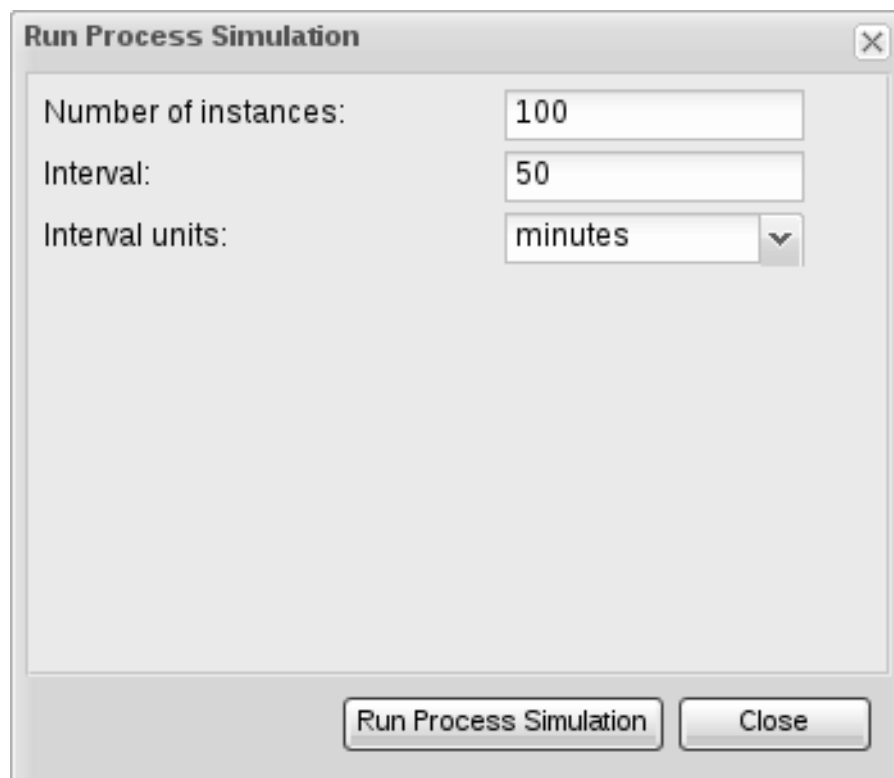 Run Process Simulation
Number of instances: 100
Interval: 50
Interval units: minutes
Run Process Simulation Close